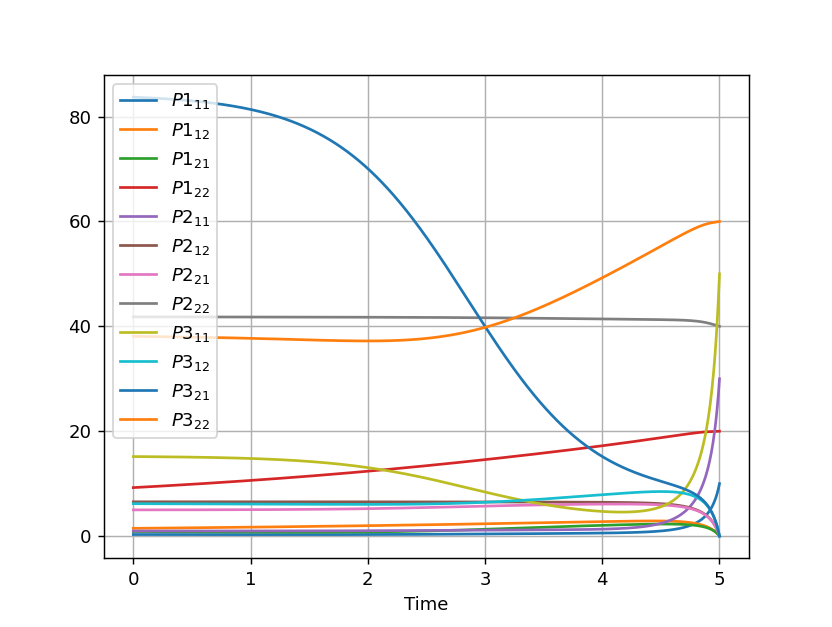 80
60
40
20
0
P1₁₁
P1₁₂
P1₂₁
P1₂₂
P2₁₁
P2₁₂
P2₂₁
P2₂₂
P3₁₁
P3₁₂
P3₂₁
P3₂₂
0 1 2 3 4 5
Time